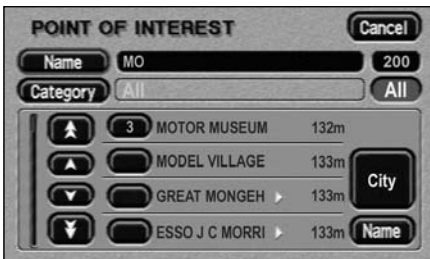 POINT OF INTEREST Cancel
Name MO 200
Category All All
3 MOTOR MUSEUM 132m
MODEL VILLAGE 133m
GREAT MONGEH 133m
City
ESSO J C MORRI 133m Name